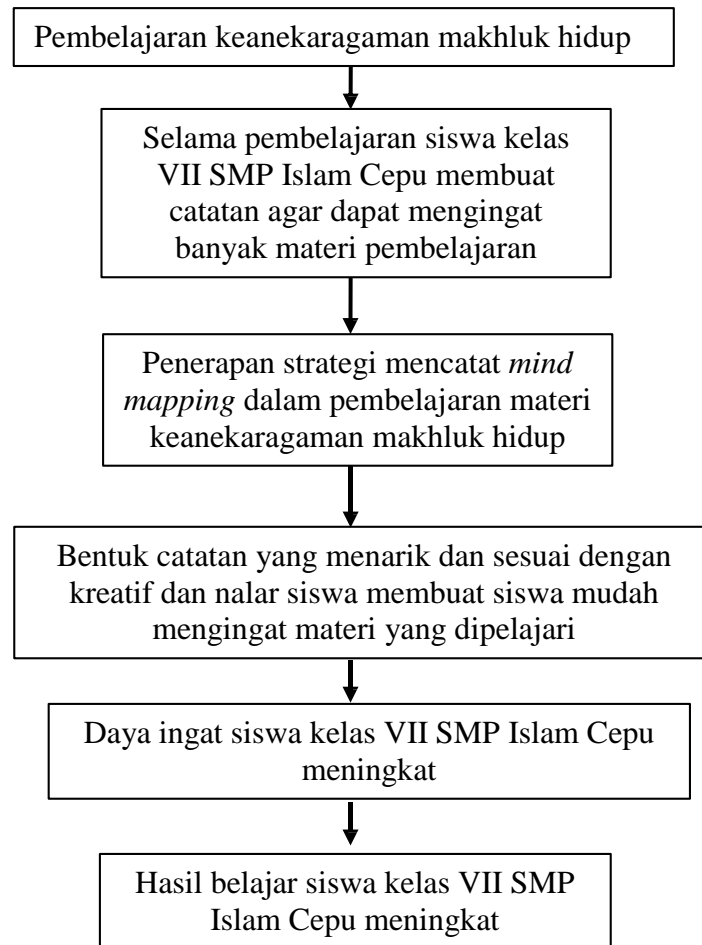 Pembelajaran keanekaragaman makhluk hidup
Selama pembelajaran siswa kelas
VII SMP Islam Cepu membuat
catatan agar dapat mengingat
banyak materi pembelajaran
Penerapan strategi mencatat mind
mapping dalam pembelajaran materi
keanekaragaman makhluk hidup
Bentuk catatan yang menarik dan sesuai dengan
kreatif dan nalar siswa membuat siswa mudah
mengingat materi yang dipelajari
Daya ingat siswa kelas VII SMP Islam Cepu
meningkat
Hasil belajar siswa kelas VII SMP
Islam Cepu meningkat